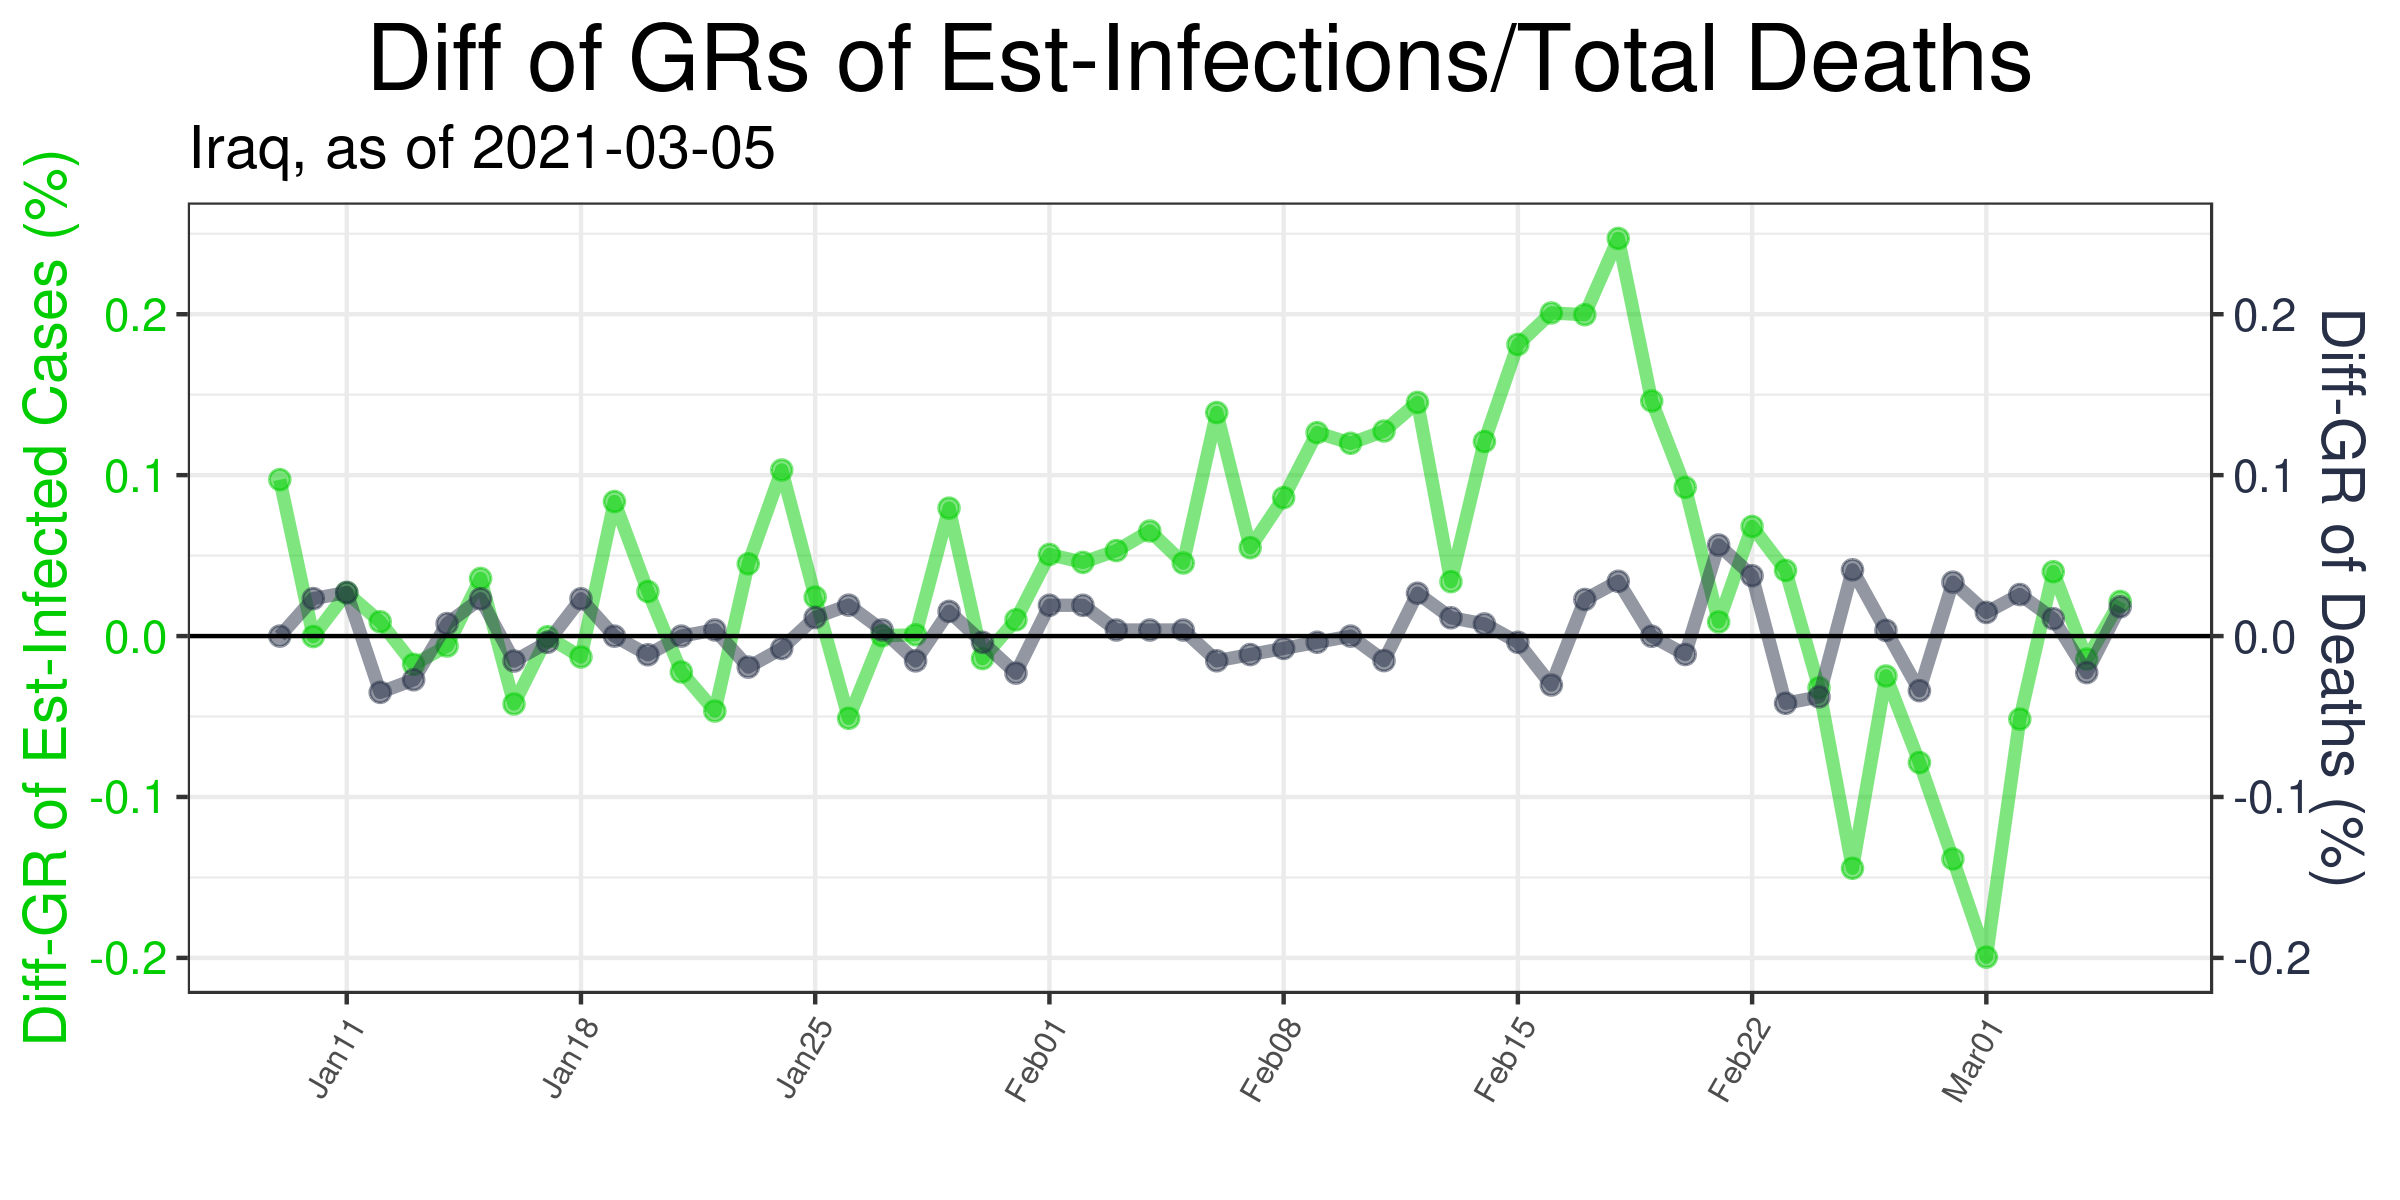 Diff of GRs of Est-Infections/Total Deaths
Iraq, as of 2021-03-05
Diff-GR of Est-Infected Cases (%)
0.2
0.1
0.0
-0.1
-0.2
0.2
0.1
0.0
-0.1
-0.2
Diff-GR of Deaths (%)
Jan11
Jan18
Jan25
Feb01
Feb08
Feb15
Feb22
Mar01